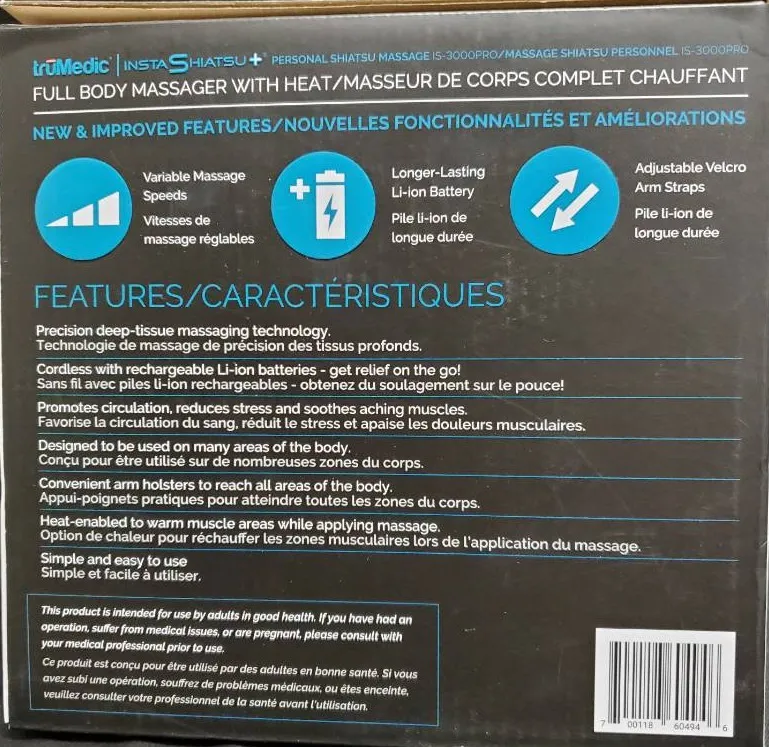 truMedic | INSTASHIATSU+ PERSONAL SHIATSU MASSAGE IS-3000PRO/MASSAGE SHIATSU PERSONNEL IS-3000PRO
FULL BODY MASSAGER WITH HEAT/MASSEUR DE CORPS COMPLET CHAUFFANT
NEW & IMPROVED FEATURES/NOUVELLES FONCTIONNALITÉS ET AMÉLIORATIONS
Variable Massage
Speeds
Vitesses de
massage réglables
Longer-Lasting
Li-ion Battery
Pile li-ion de
longue durée
Adjustable Velcro
Arm Straps
Pile li-ion de
longue durée
FEATURES/CARACTÉRISTIQUES
Precision deep-tissue massaging technology.
Technologie de massage de précision des tissus profonds.
Cordless with rechargeable Li-ion batteries - get relief on the go!
Sans fil avec piles li-ion rechargeables - obtenez du soulagement sur le pouce!
Promotes circulation, reduces stress and soothes aching muscles.
Favorise la circulation du sang, réduit le stress et apaise les douleurs musculaires.
Designed to be used on many areas of the body.
Conçu pour être utilisé sur de nombreuses zones du corps.
Convenient arm holsters to reach all areas of the body.
Appui-poignets pratiques pour atteindre toutes les zones du corps.
Heat-enabled to warm muscle areas while applying massage.
Option de chaleur pour réchauffer les zones musculaires lors de l'application du massage.
Simple and easy to use
Simple et facile à utiliser.
This product is intended for use by adults in good health. If you have had an
operation, suffer from medical issues, or are pregnant, please consult with
your medical professional prior to use.
Ce produit est conçu pour être utilisé par des adultes en bonne santé. Si vous
avez subi une opération, souffrez de problèmes médicaux, ou êtes enceinte,
veuillez consulter votre professionnel de la santé avant l'utilisation.
7 00118 60494 6